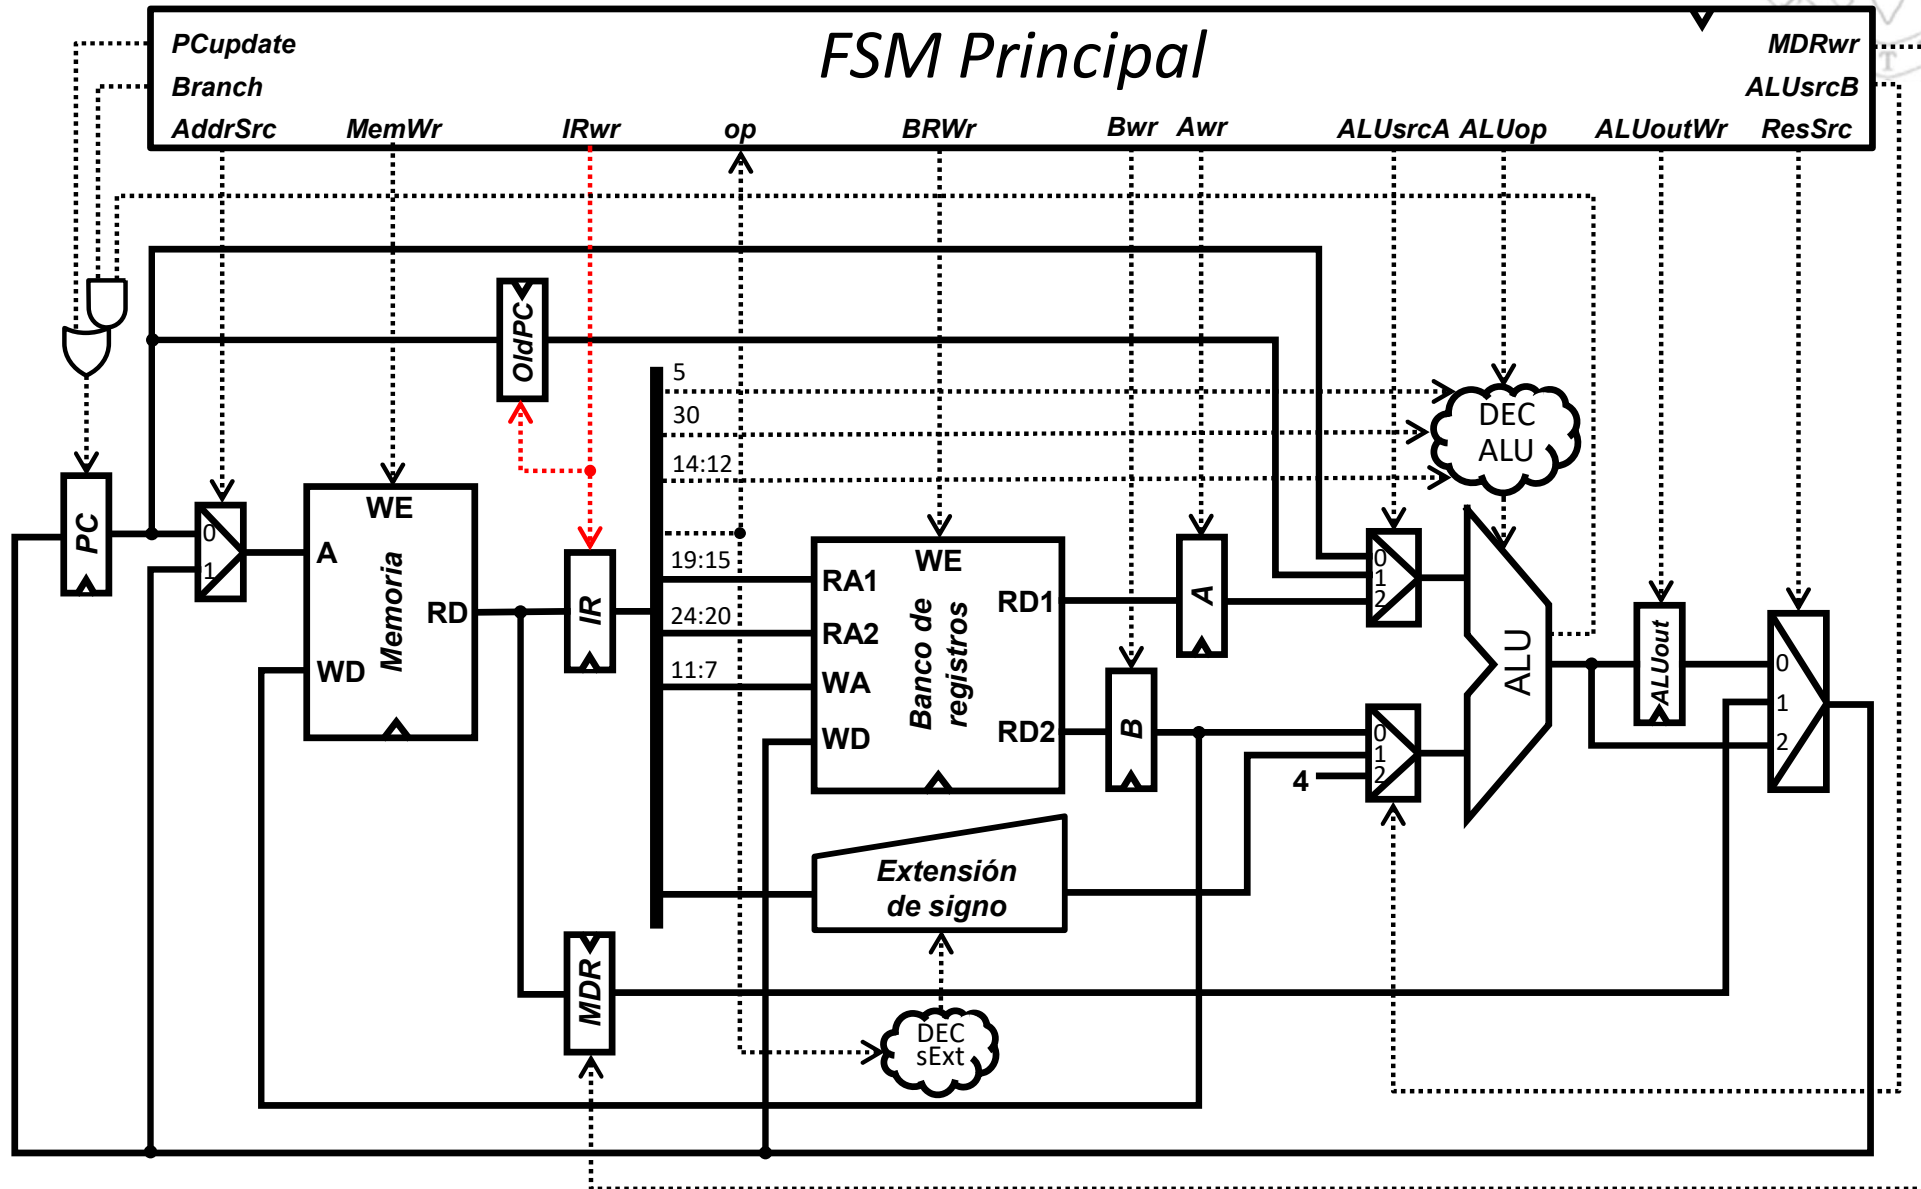 FSM Principal
PCupdate
MDRwr
Branch
ALUsrcB
AddrSrc
MemWr
IRwr
op
BRWr
Bwr
Awr
ALUsrcA
ALUop
ALUoutWr
ResSrc
T
OldPC
5
30
14:12
DEC
ALU
PC
0
1
WE
A
Memoria
RD
WD
IR
19:15
24:20
11:7
WE
RA1
RA2
WA
WD
Banco de
registros
RD1
RD2
A
B
0
1
2
0
1
2
4
ALU
ALUout
0
1
2
Extensión
de signo
MDR
DEC
sExt